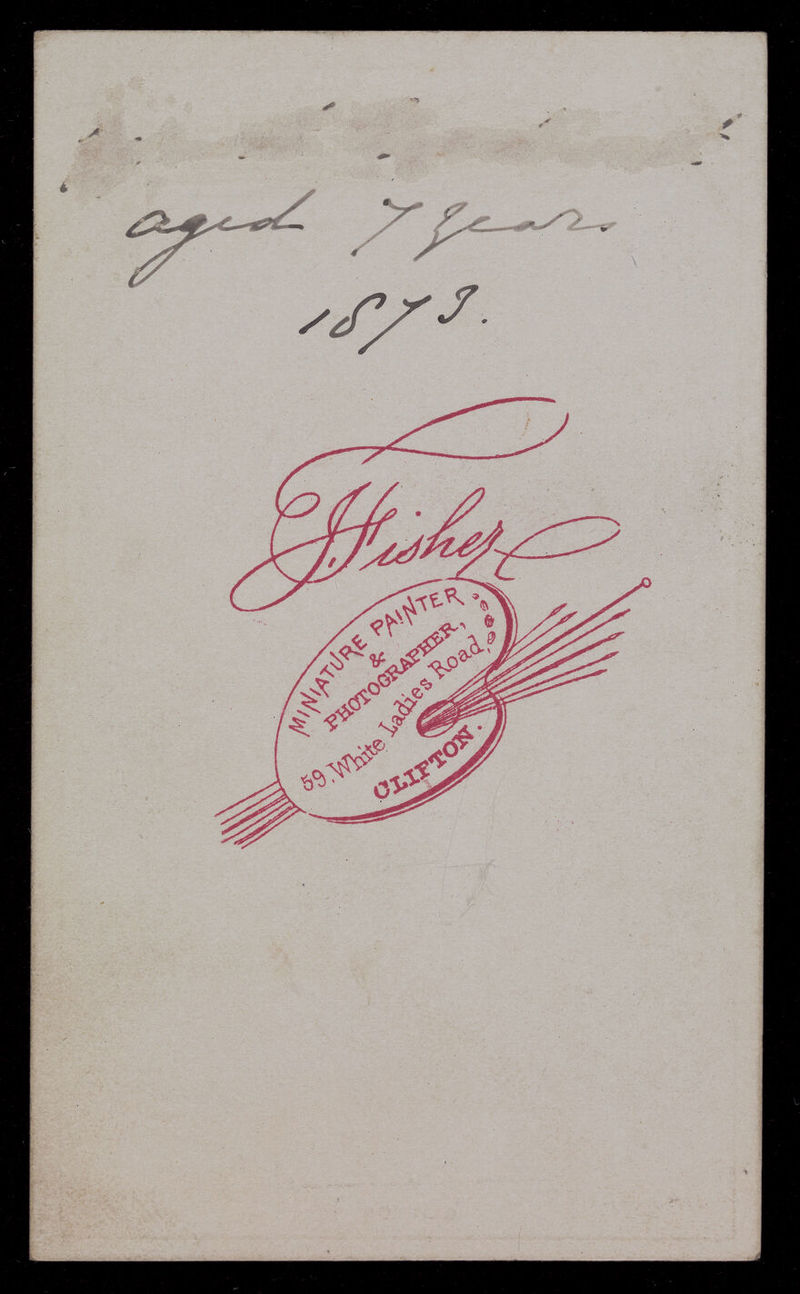 aged 7 years
1873.
J. Fisher
MINIATURE PAINTER
&
PHOTOGRAPHER,
59, White Ladies Road,
CLIFTON.